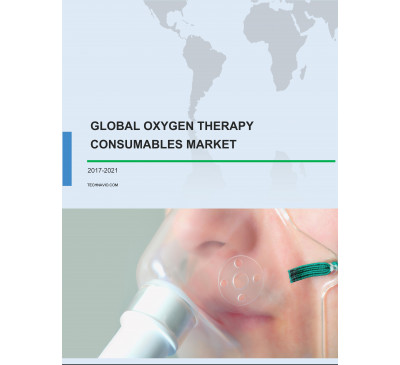 GLOBAL OXYGEN THERAPY
CONSUMABLES MARKET
2017-2021
TECHNAVIO.COM